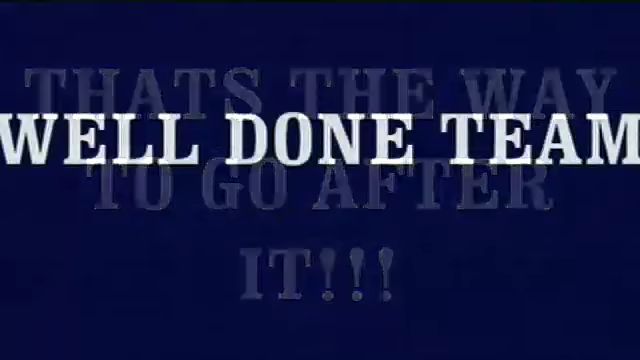 THATS THE WAY
WELL DONE TEAM
TO GO AFTER
IT!!!